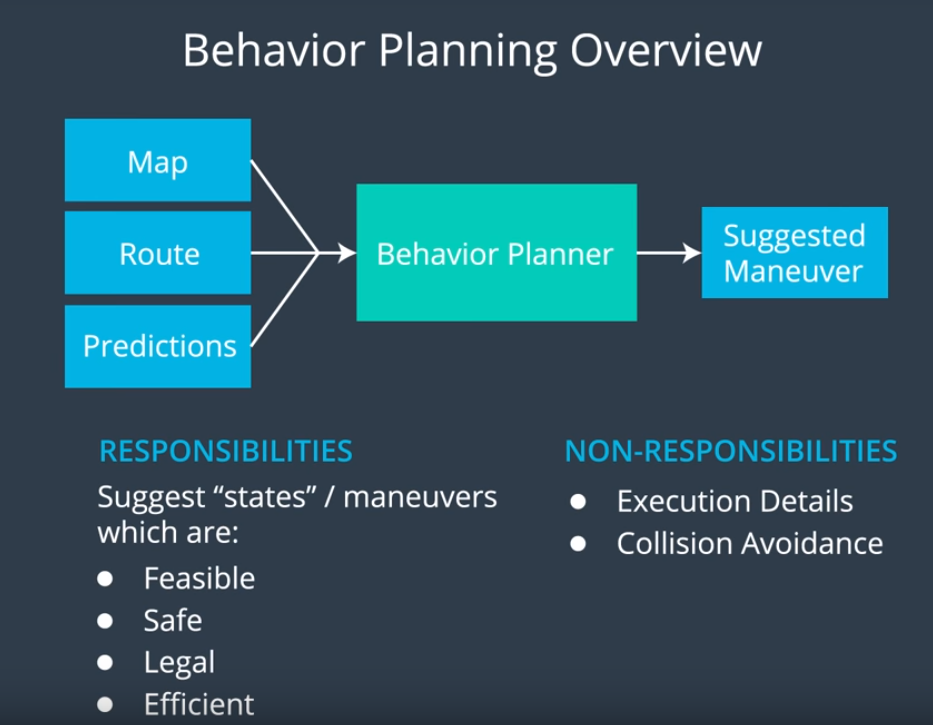 Behavior Planning Overview
Map
Route
Predictions
Behavior Planner
Suggested
Maneuver
RESPONSIBILITIES
Suggest “states” / maneuvers
which are:
● Feasible
● Safe
● Legal
● Efficient
NON-RESPONSIBILITIES
● Execution Details
● Collision Avoidance